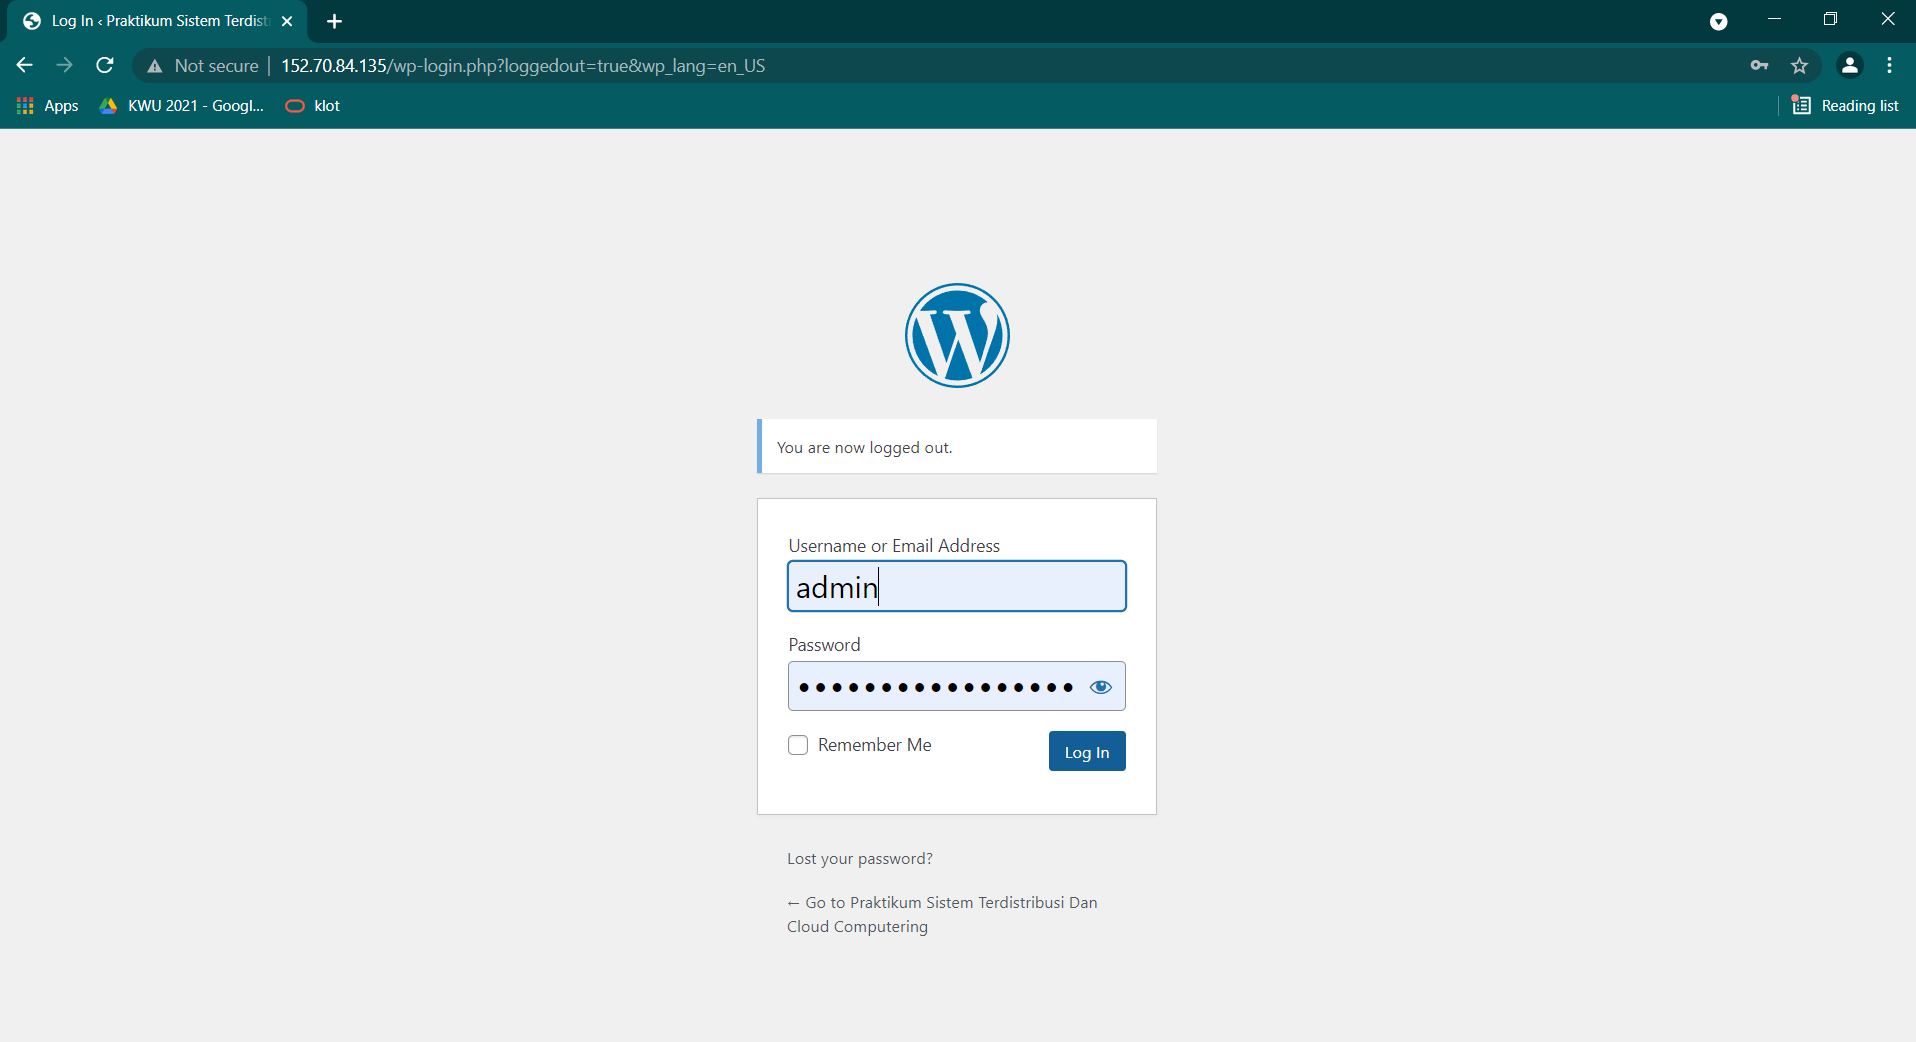 Log In ‹ Praktikum Sistem Terdist
Not secure | 152.70.84.135/wp-login.php?loggedout=true&wp_lang=en_US
Apps KWU 2021 - Googl... klot Reading list
You are now logged out.
Username or Email Address
admin
Password
Remember Me
Log In
Lost your password?
← Go to Praktikum Sistem Terdistribusi Dan
Cloud Computering